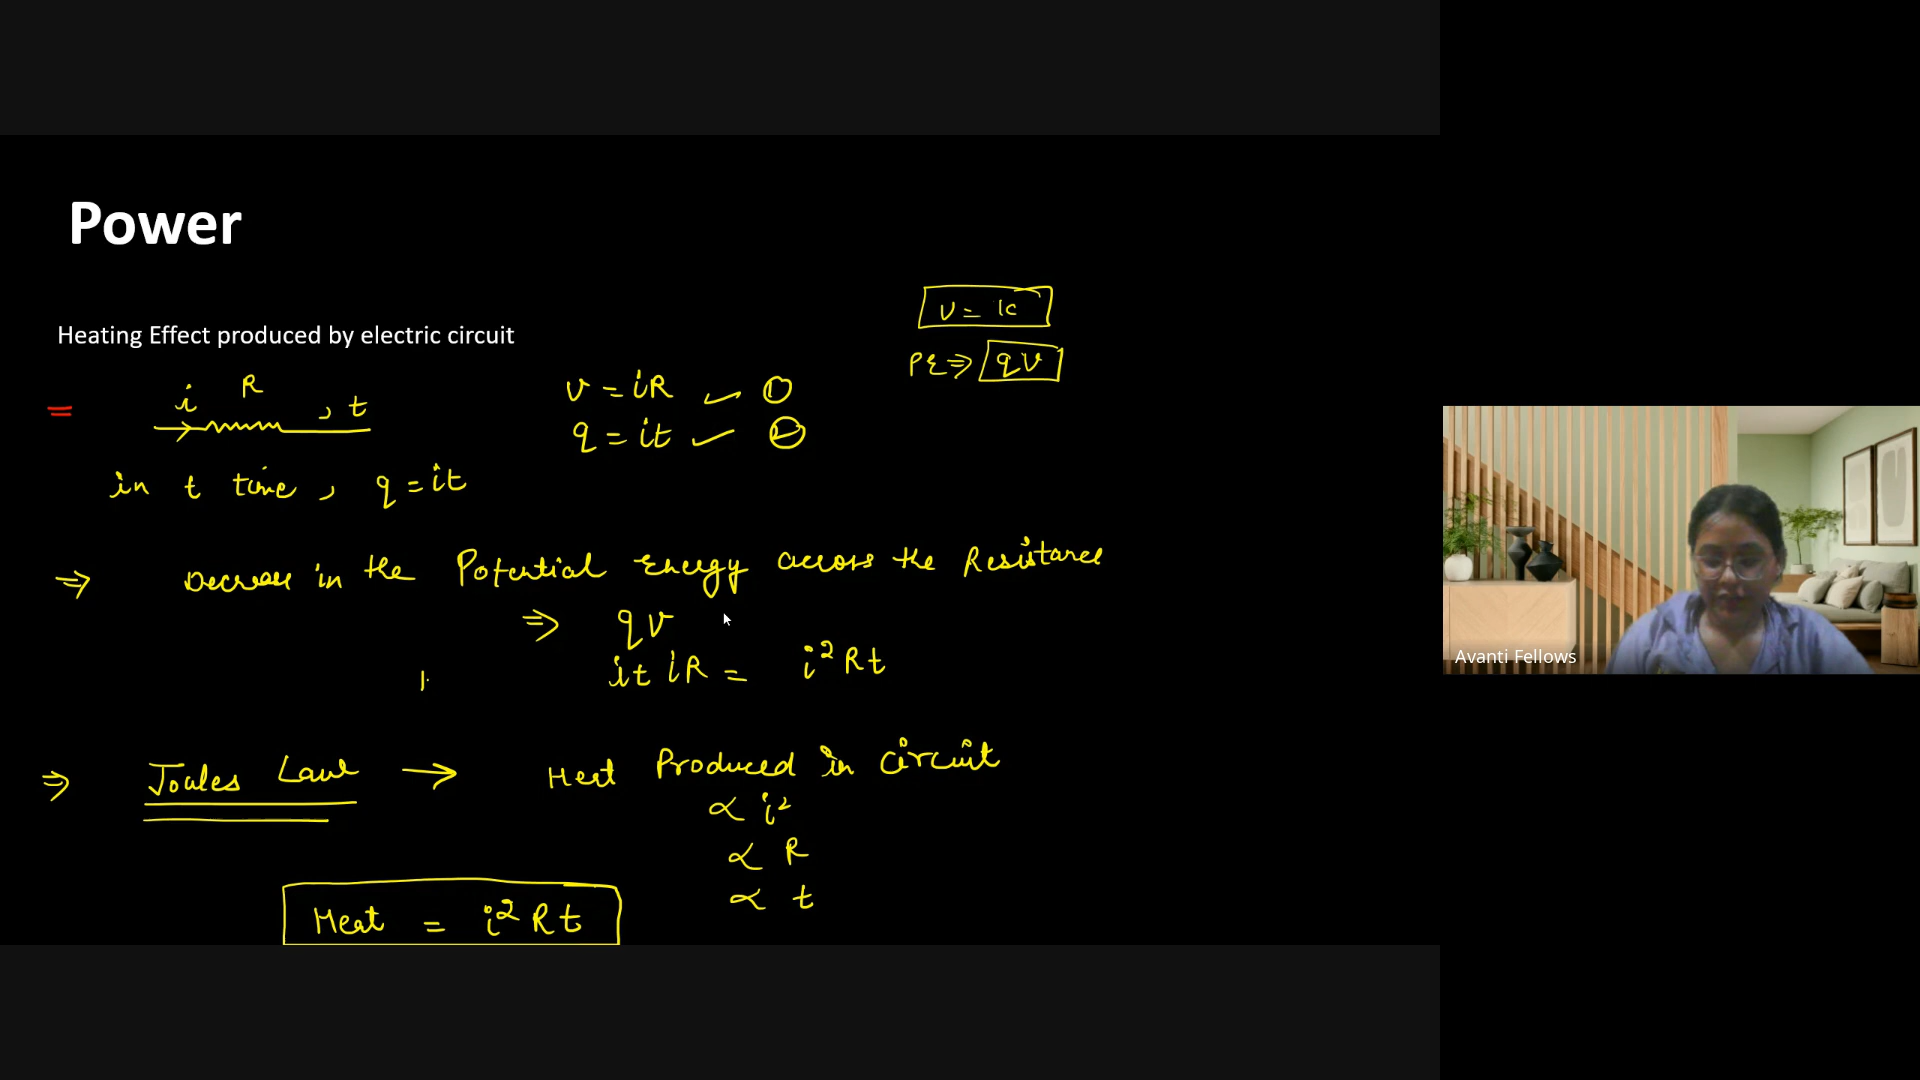 Power
Heating Effect produced by electric circuit
V =
PE ⇒ qV
= i R , t
V = iR ①
q = it ②
in t time , q = it
⇒ Decrease in the Potential Energy across the Resistance
⇒ qV
it iR = i²Rt
⇒ Joules Law → Heat Produced in circuit
∝ i²
∝ R
∝ t
Heat = i²Rt
Avanti Fellows